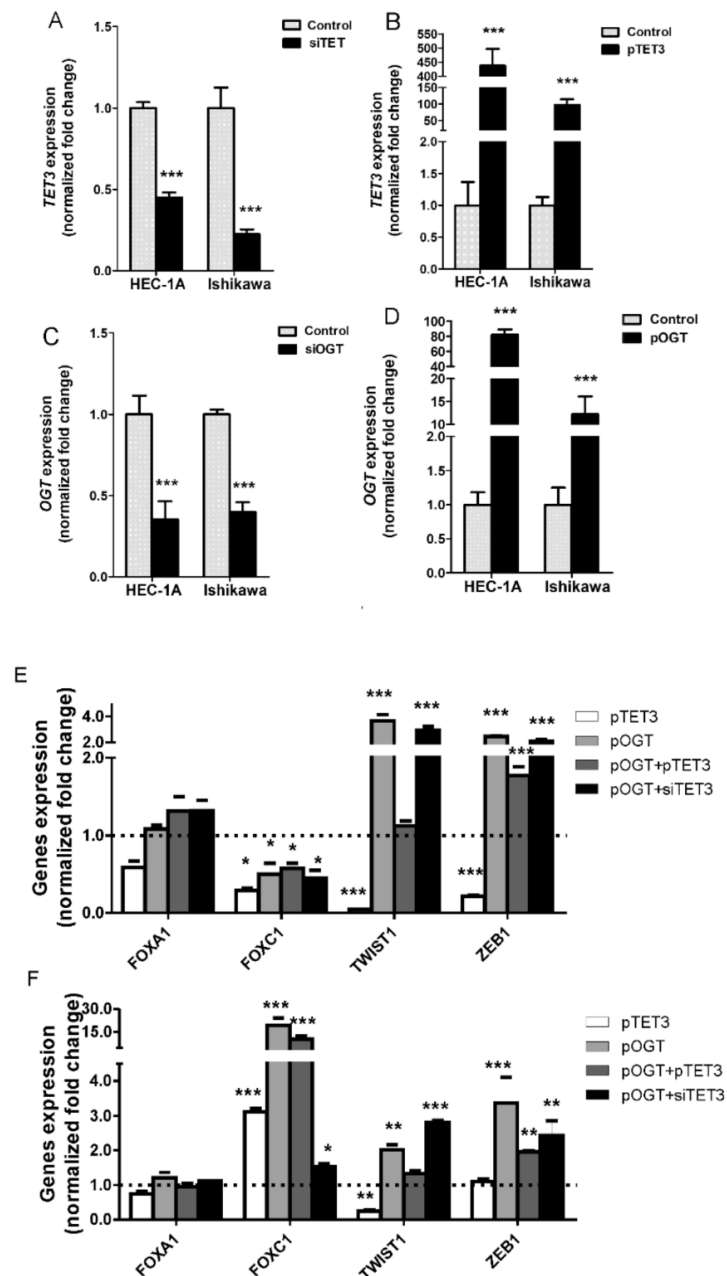 A
Control
siTET
TET3 expression
(normalized fold change)
1.5
1.0
0.5
0.0
***
***
HEC-1A
Ishikawa
B
Control
pTET3
TET3 expression
(normalized fold change)
550
500
450
400
350
300
250
150
100
50
2.0
1.5
1.0
0.5
0.0
***
***
HEC-1A
Ishikawa
C
Control
siOGT
OGT expression
(normalized fold change)
1.5
1.0
0.5
0.0
***
***
HEC-1A
Ishikawa
D
Control
pOGT
OGT expression
(normalized fold change)
100
80
60
40
20
20
15
10
2.0
1.5
1.0
0.5
0.0
***
***
HEC-1A
Ishikawa
E
Genes expression
(normalized fold change)
4.0
2.0
2.0
1.0
0.0
* * * *
*** *** ***
*** *** *** ***
FOXA1
FOXC1
TWIST1
ZEB1
pTET3
pOGT
pOGT+pTET3
pOGT+siTET3
F
Genes expression
(normalized fold change)
30.0
15.0
4.0
3.0
2.0
1.0
0.0
*** *** *** *
** ** ***
*** ** **
FOXA1
FOXC1
TWIST1
ZEB1
pTET3
pOGT
pOGT+pTET3
pOGT+siTET3